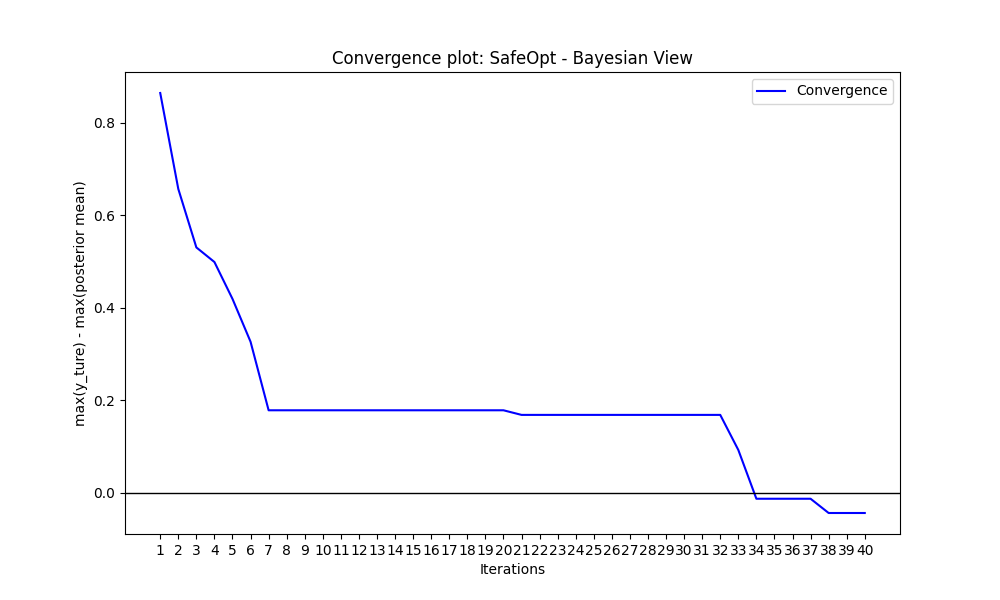 Convergence plot: SafeOpt - Bayesian View
Convergence
max(y_ture) - max(posterior mean)
0.8
0.6
0.4
0.2
0.0
1 2 3 4 5 6 7 8 9 10 11 12 13 14 15 16 17 18 19 20 21 22 23 24 25 26 27 28 29 30 31 32 33 34 35 36 37 38 39 40
Iterations